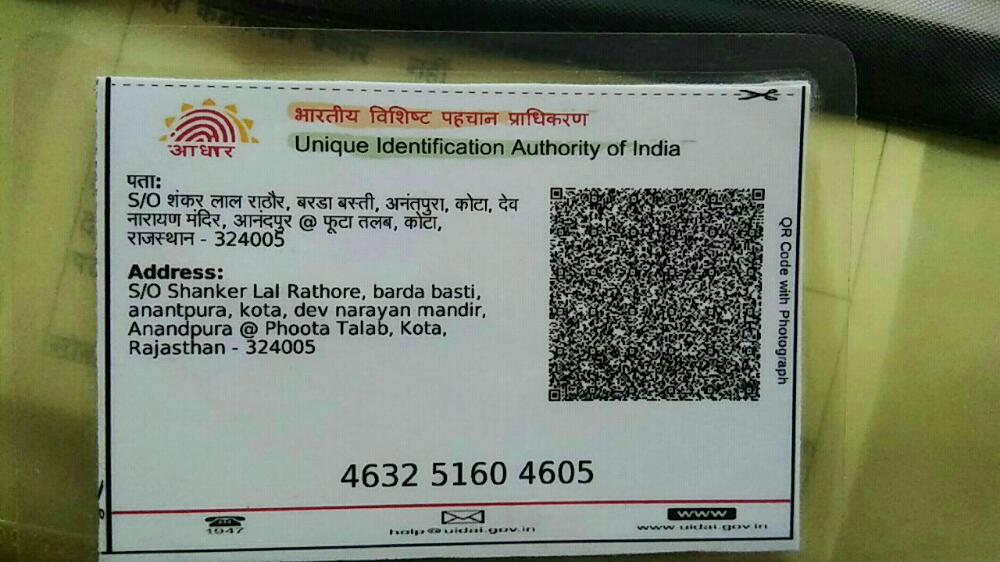 आधार
भारतीय विशिष्ट पहचान प्राधिकरण
Unique Identification Authority of India
पता:
S/O शंकर लाल राठौर, बरडा बस्ती, अनंतपुरा, कोटा, देव
नारायण मंदिर, आनंदपुर @ फूटा तलब, कोटा,
राजस्थान - 324005
Address:
S/O Shanker Lal Rathore, barda basti,
anantpura, kota, dev narayan mandir,
Anandpura @ Phoota Talab, Kota,
Rajasthan - 324005
QR Code with Photograph
4632 5160 4605
1947
help@uidai.gov.in
www
www.uidai.gov.in